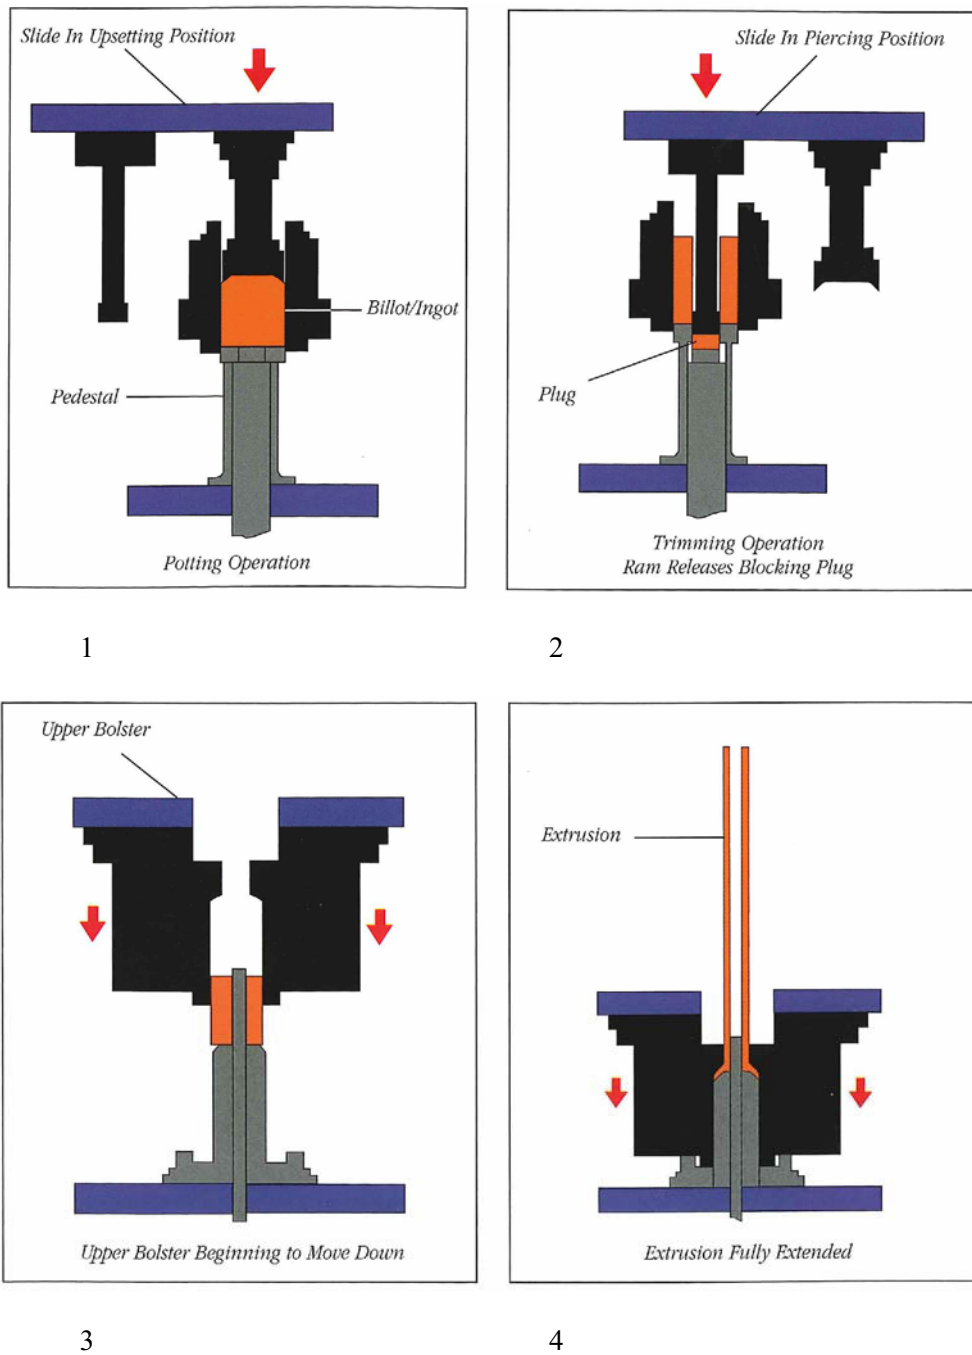 Slide In Upsetting Position
Billot/Ingot
Pedestal
Potting Operation
Slide In Piercing Position
Plug
Trimming Operation
Ram Releases Blocking Plug
1
2
Upper Bolster
Upper Bolster Beginning to Move Down
Extrusion
Extrusion Fully Extended
3
4